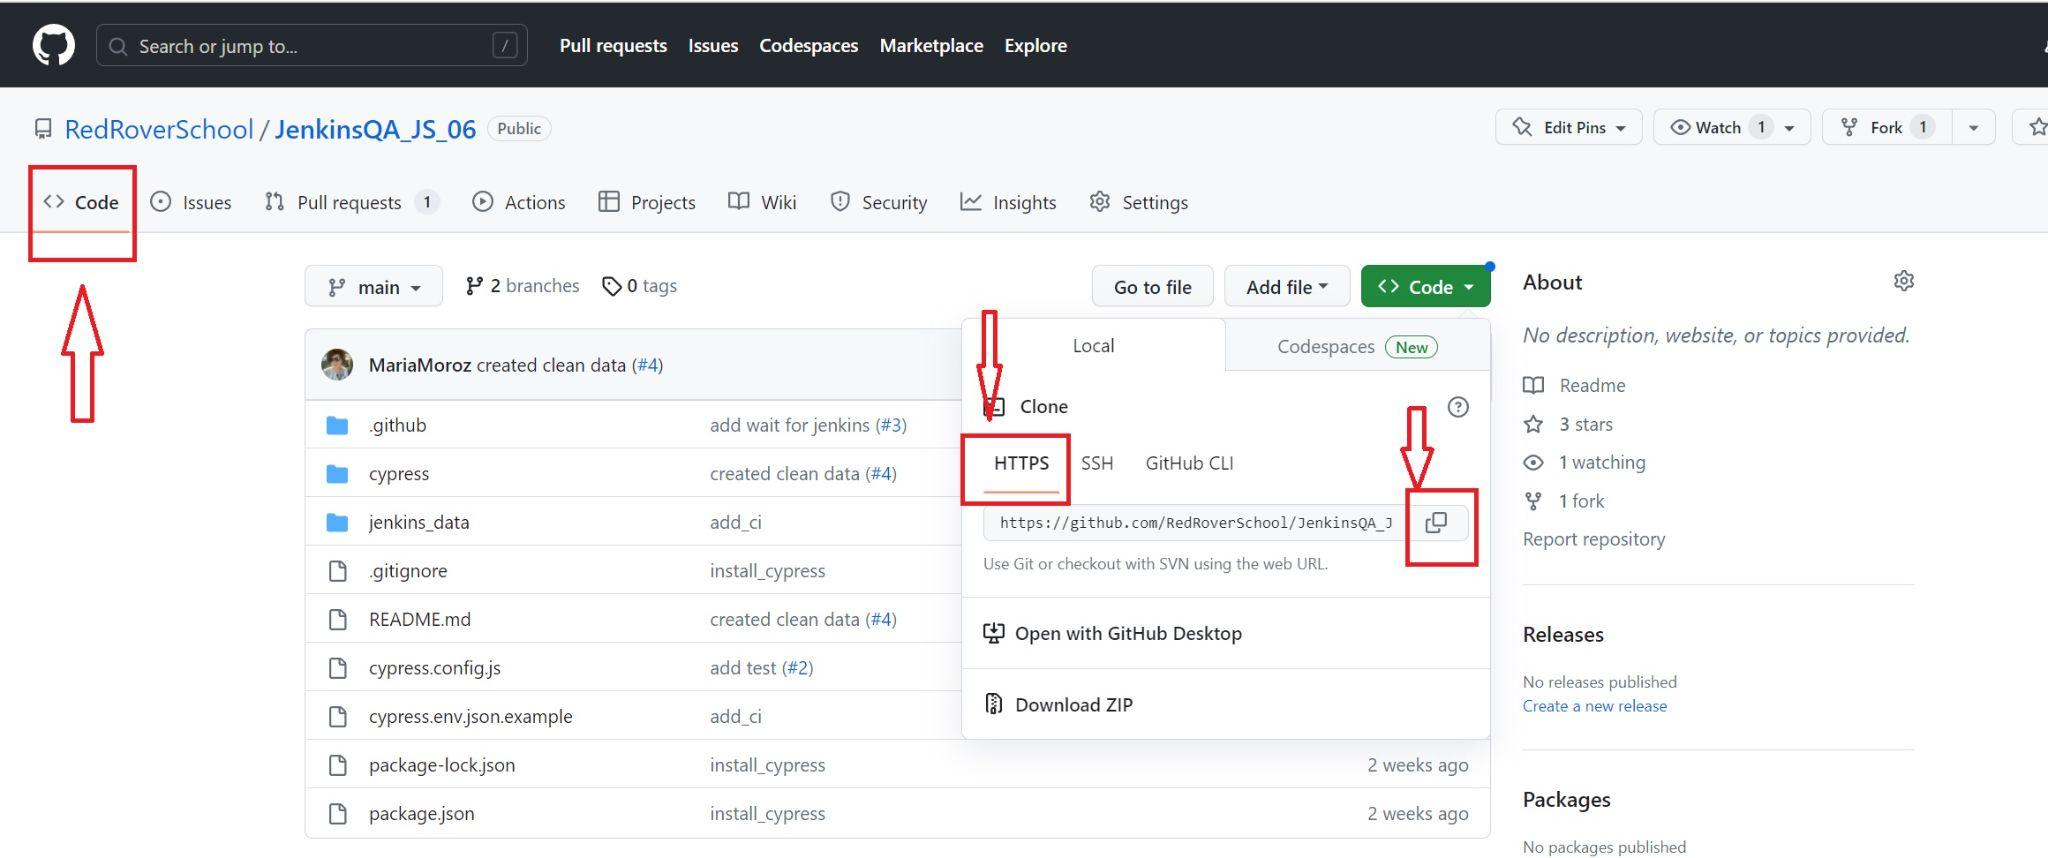 Search or jump to... /
Pull requests Issues Codespaces Marketplace Explore
RedRoverSchool / JenkinsQA_JS_06 Public
Edit Pins Watch 1 Fork 1
Code Issues Pull requests 1 Actions Projects Wiki Security Insights Settings
main 2 branches 0 tags
Go to file Add file Code
MariaMoroz created clean data (#4)
.github add wait for jenkins (#3)
cypress created clean data (#4)
jenkins_data add_ci
.gitignore install_cypress
README.md created clean data (#4)
cypress.config.js add test (#2)
cypress.env.json.example add_ci
package-lock.json install_cypress 2 weeks ago
package.json install_cypress 2 weeks ago
Local Codespaces New
Clone
HTTPS SSH GitHub CLI
https://github.com/RedRoverSchool/JenkinsQA_J
Use Git or checkout with SVN using the web URL.
Open with GitHub Desktop
Download ZIP
About
No description, website, or topics provided.
Readme
3 stars
1 watching
1 fork
Report repository
Releases
No releases published
Create a new release
Packages
No packages published